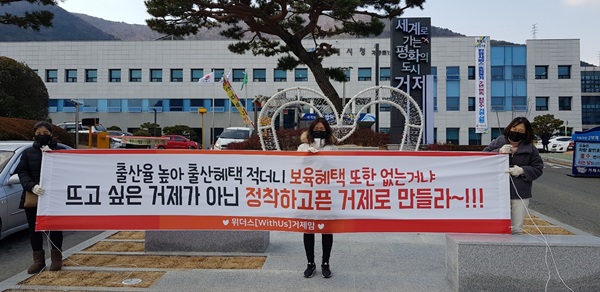 세계로
가는
평화의
도시
거제
출산율 높아 출산혜택 적더니 보육혜택 또한 없는거냐
뜨고 싶은 거제가 아닌 정착하고픈 거제로 만들라~!!!
위더스[WithUs]거제맘